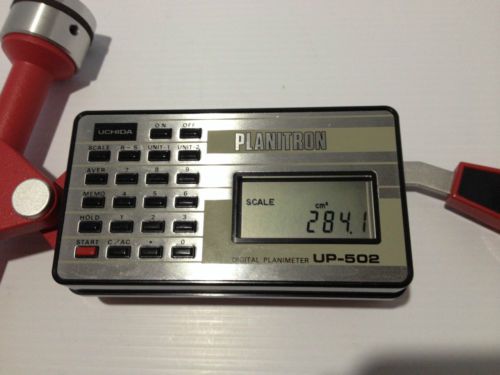 UCHIDA
ON OFF
SCALE R-S UNIT-1 UNIT-2
AVER 7 8 9
MEMO 4 5 6
HOLD 1 2 3
START C/AC • 0
PLANITRON
SCALE
cm²
284.1
DIGITAL PLANIMETER UP-502